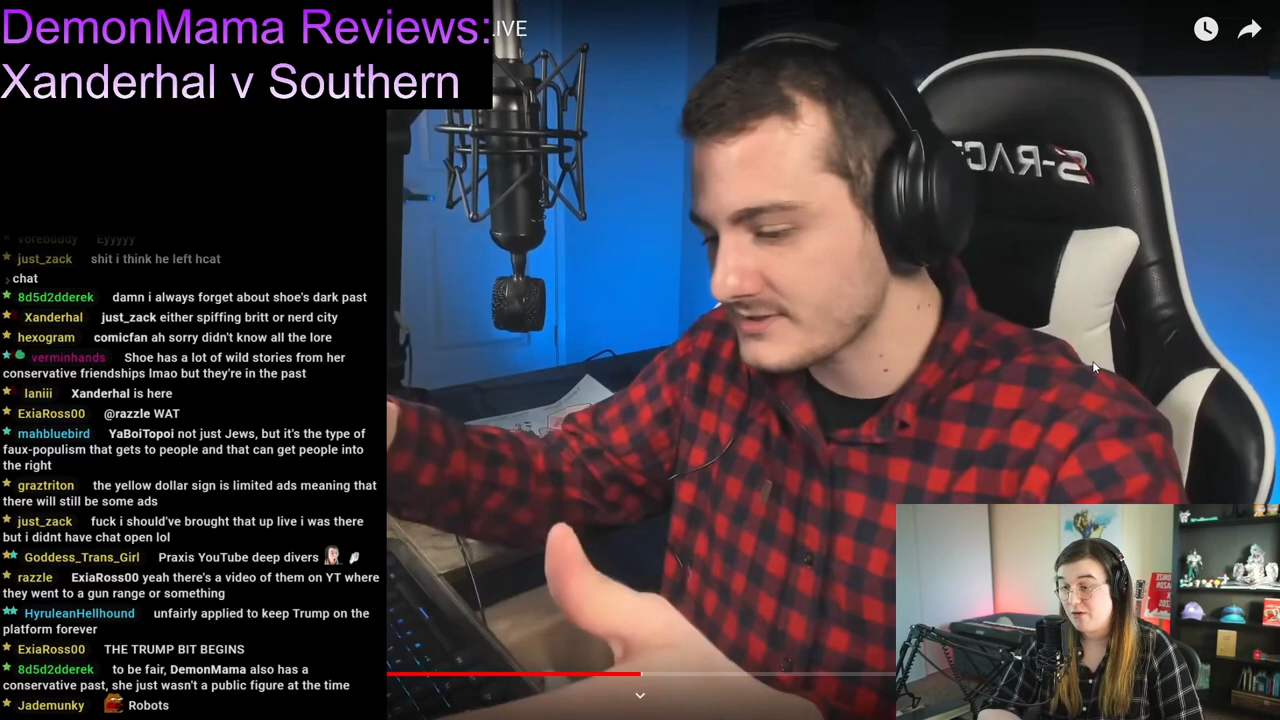 DemonMama Reviews:
Xanderhal v Southern
LIVE
vorebuddy Eyyyyy
just_zack shit i think he left hcat
chat
8d5d2dderek damn i always forget about shoe's dark past
Xanderhal just_zack either spiffing britt or nerd city
hexogram comicfan ah sorry didn't know all the lore
verminhands Shoe has a lot of wild stories from her
conservative friendships lmao but they're in the past
laniii Xanderhal is here
ExiaRoss00 @razzle WAT
mahbluebird YaBoiTopoi not just Jews, but it's the type of
faux-populism that gets to people and that can get people into
the right
graztriton the yellow dollar sign is limited ads meaning that
there will still be some ads
just_zack fuck i should've brought that up live i was there
but i didnt have chat open lol
Goddess_Trans_Girl Praxis YouTube deep divers
razzle ExiaRoss00 yeah there's a video of them on YT where
they went to a gun range or something
HyruleanHellhound unfairly applied to keep Trump on the
platform forever
ExiaRoss00 THE TRUMP BIT BEGINS
8d5d2dderek to be fair, DemonMama also has a
conservative past, she just wasn't a public figure at the time
Jademunky Robots
S-RAC